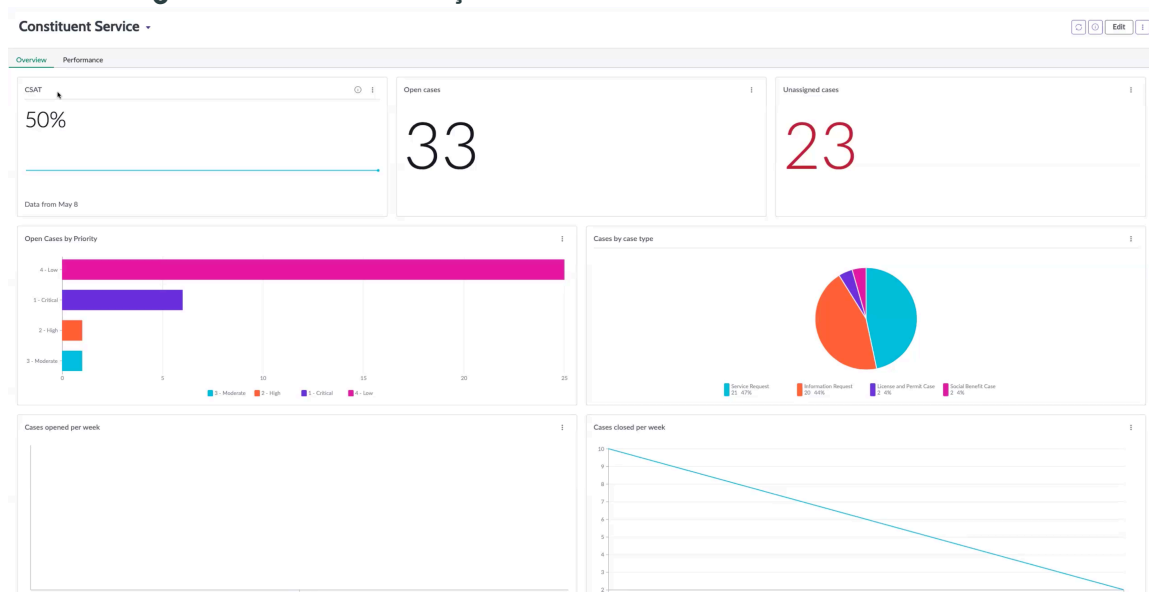 Constituent Service
Edit
Overview Performance
CSAT
50%
Data from May 8
Open cases
33
Unassigned cases
23
Open Cases by Priority
4 - Low
1 - Critical
2 - High
3 - Moderate
0 5 10 15 20 25
3 - Moderate 2 - High 1 - Critical 4 - Low
Cases by case type
Service Request
21 47%
Information Request
20 44%
License and Permit Case
2 4%
Social Benefit Case
2 4%
Cases opened per week
Cases closed per week
10
9
8
7
6
5
4
3
2